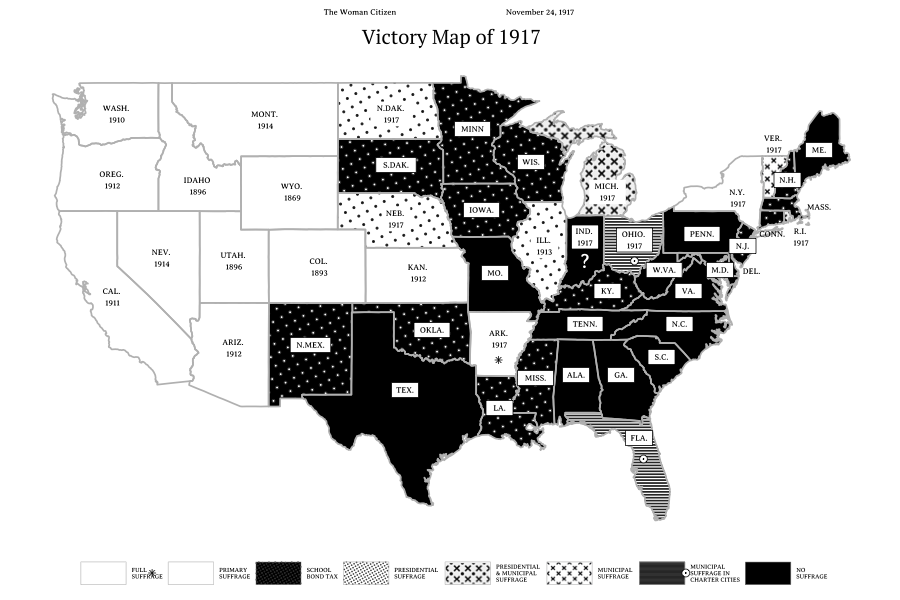 The Woman Citizen
November 24, 1917
Victory Map of 1917
WASH.
1910
MONT.
1914
N.DAK.
1917
MINN
VER.
1917
ME.
OREG.
1912
IDAHO
1896
WYO.
1869
S.DAK.
WIS.
MICH.
1917
N.Y.
1917
N.H.
MASS.
NEB.
1917
IOWA.
ILL.
1913
IND.
1917
?
OHIO.
1917
PENN.
N.J.
CONN.
R.I.
1917
NEV.
1914
UTAH.
1896
COL.
1893
KAN.
1912
MO.
KY.
W.VA.
M.D.
DEL.
VA.
CAL.
1911
ARIZ.
1912
N.MEX.
OKLA.
ARK.
1917
TENN.
N.C.
S.C.
TEX.
LA.
MISS.
ALA.
GA.
FLA.
FULL
SUFFRAGE
PRIMARY
SUFFRAGE
SCHOOL
BOND TAX
PRESIDENTIAL
SUFFRAGE
PRESIDENTIAL
& MUNICIPAL
SUFFRAGE
MUNICIPAL
SUFFRAGE
MUNICIPAL
SUFFRAGE IN
CHARTER CITIES
NO
SUFFRAGE